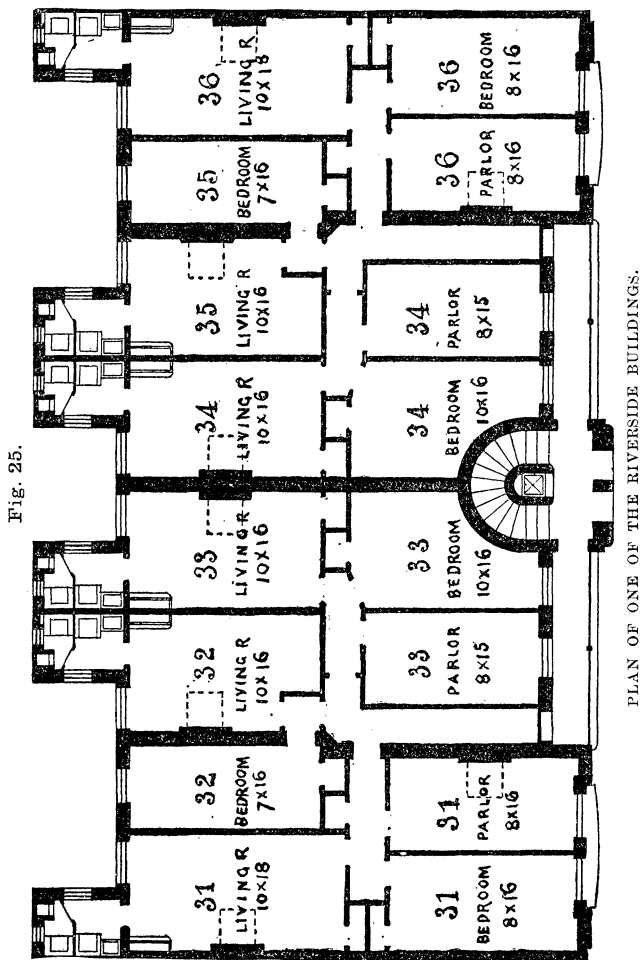 Fig. 25.
36
LIVING R
10X18
36
BEDROOM
8X16
35
BEDROOM
7X16
36
PARLOR
8X16
35
LIVING R
10X16
34
PARLOR
8X15
34
LIVING R
10X16
34
BEDROOM
10X16
33
LIVING R
10X16
33
BEDROOM
10X16
32
LIVING R
10X16
33
PARLOR
8X15
32
BEDROOM
7X16
31
PARLOR
8X16
31
LIVING R
10X18
31
BEDROOM
8X16
PLAN OF ONE OF THE RIVERSIDE BUILDINGS.